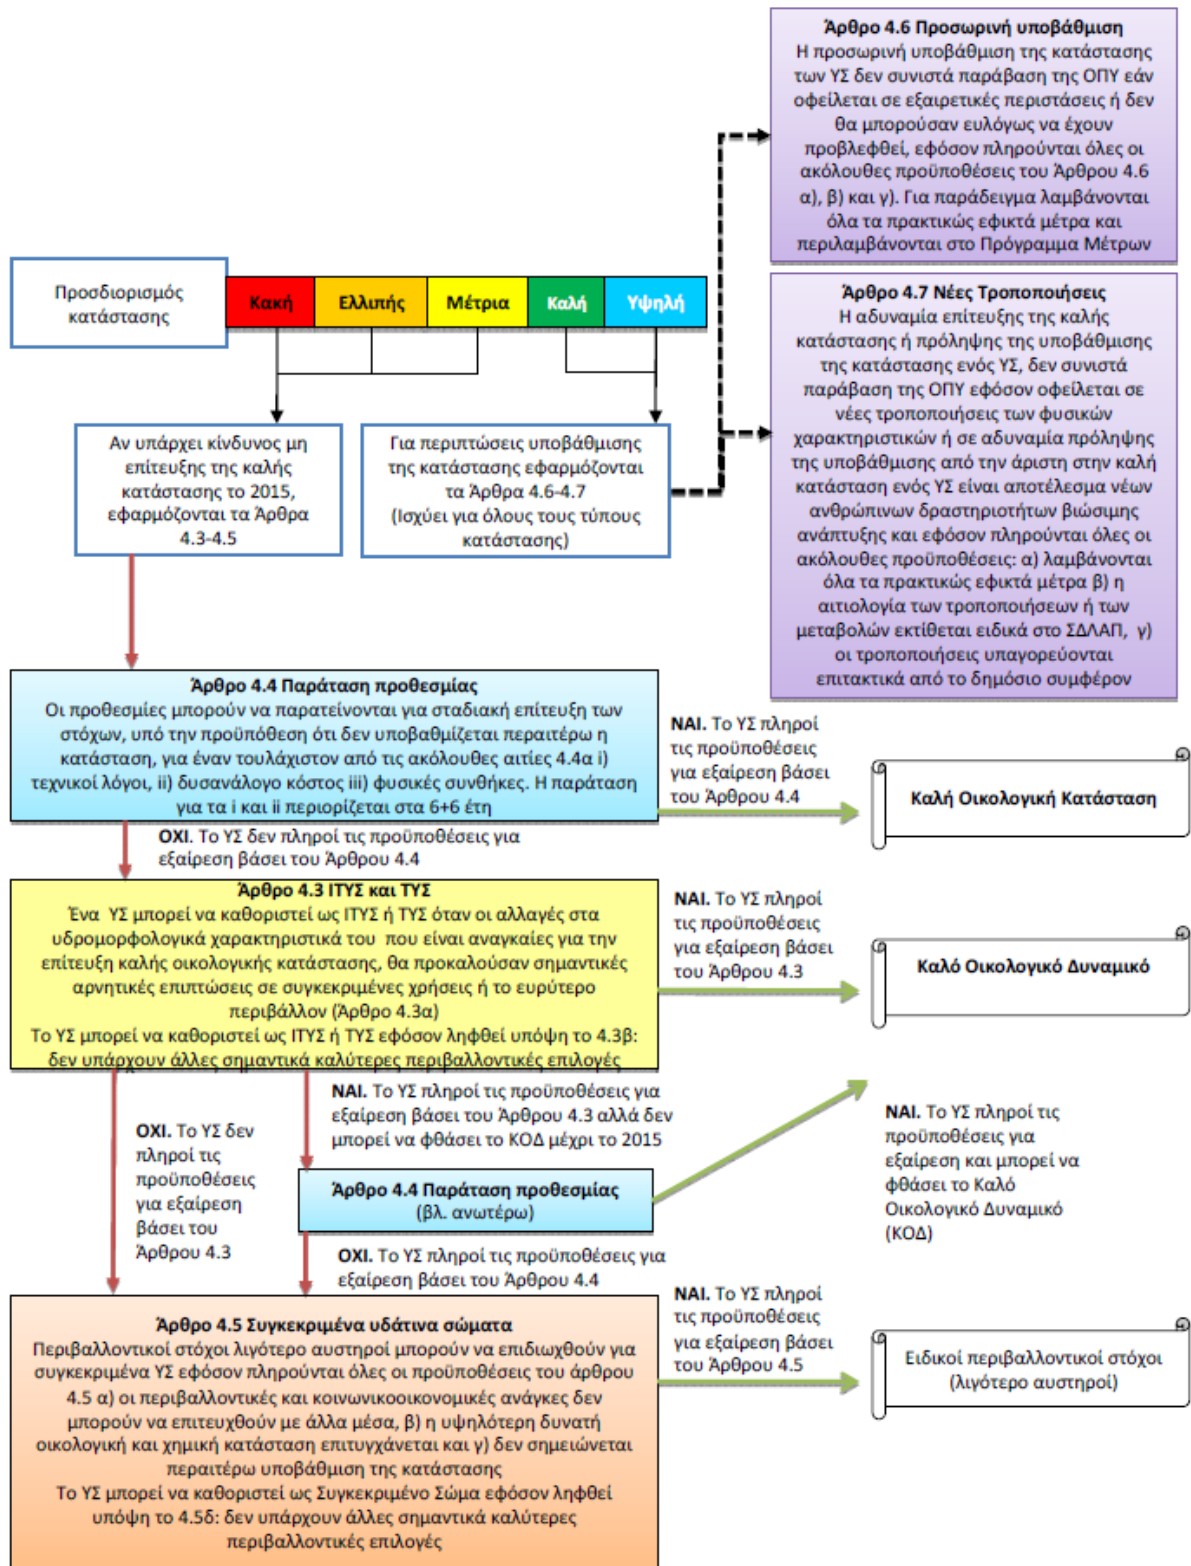 Άρθρο 4.6 Προσωρινή υποβάθμιση
Η προσωρινή υποβάθμιση της κατάστασης
των ΥΣ δεν συνιστά παράβαση της ΟΠΥ εάν
οφείλεται σε εξαιρετικές περιστάσεις ή δεν
θα μπορούσαν ευλόγως να έχουν
προβλεφθεί, εφόσον πληρούνται όλες οι
ακόλουθες προϋποθέσεις του Άρθρου 4.6
α), β) και γ). Για παράδειγμα λαμβάνονται
όλα τα πρακτικώς εφικτά μέτρα και
περιλαμβάνονται στο Πρόγραμμα Μέτρων
Προσδιορισμός
κατάστασης
Κακή
Ελλιπής
Μέτρια
Καλή
Υψηλή
Άρθρο 4.7 Νέες Τροποποιήσεις
Η αδυναμία επίτευξης της καλής
κατάστασης ή πρόληψης της υποβάθμισης
της κατάστασης ενός ΥΣ, δεν συνιστά
παράβαση της ΟΠΥ εφόσον οφείλεται σε
νέες τροποποιήσεις των φυσικών
χαρακτηριστικών ή σε αδυναμία πρόληψης
της υποβάθμισης από την άριστη στην καλή
κατάσταση ενός ΥΣ είναι αποτέλεσμα νέων
ανθρώπινων δραστηριοτήτων βιώσιμης
ανάπτυξης και εφόσον πληρούνται όλες οι
ακόλουθες προϋποθέσεις: α) λαμβάνονται
όλα τα πρακτικώς εφικτά μέτρα β) η
αιτιολογία των τροποποιήσεων ή των
μεταβολών εκτίθεται ειδικά στο ΣΔΛΑΠ, γ)
οι τροποποιήσεις υπαγορεύονται
επιτακτικά από το δημόσιο συμφέρον
Αν υπάρχει κίνδυνος μη
επίτευξης της καλής
κατάστασης το 2015,
εφαρμόζονται τα Άρθρα
4.3-4.5
Για περιπτώσεις υποβάθμισης
της κατάστασης εφαρμόζονται
τα Άρθρα 4.6-4.7
(Ισχύει για όλους τους τύπους
κατάστασης)
Άρθρο 4.4 Παράταση προθεσμίας
Οι προθεσμίες μπορούν να παρατείνονται για σταδιακή επίτευξη των
στόχων, υπό την προϋπόθεση ότι δεν υποβαθμίζεται περαιτέρω η
κατάσταση, για έναν τουλάχιστον από τις ακόλουθες αιτίες 4.4α i)
τεχνικοί λόγοι, ii) δυσανάλογο κόστος iii) φυσικές συνθήκες. Η παράταση
για τα i και ii περιορίζεται στα 6+6 έτη
ΝΑΙ. Το ΥΣ πληροί
τις προϋποθέσεις
για εξαίρεση βάσει
του Άρθρου 4.4
Καλή Οικολογική Κατάσταση
ΟΧΙ. Το ΥΣ δεν πληροί τις προϋποθέσεις για
εξαίρεση βάσει του Άρθρου 4.4
Άρθρο 4.3 ΙΤΥΣ και ΤΥΣ
Ένα ΥΣ μπορεί να καθοριστεί ως ΙΤΥΣ ή ΤΥΣ όταν οι αλλαγές στα
υδρομορφολογικά χαρακτηριστικά του που είναι αναγκαίες για την
επίτευξη καλής οικολογικής κατάστασης, θα προκαλούσαν σημαντικές
αρνητικές επιπτώσεις σε συγκεκριμένες χρήσεις ή το ευρύτερο
περιβάλλον (Άρθρο 4.3α)
Το ΥΣ μπορεί να καθοριστεί ως ΙΤΥΣ ή ΤΥΣ εφόσον ληφθεί υπόψη το 4.3β:
δεν υπάρχουν άλλες σημαντικά καλύτερες περιβαλλοντικές επιλογές
ΝΑΙ. Το ΥΣ πληροί
τις προϋποθέσεις
για εξαίρεση βάσει
του Άρθρου 4.3
Καλό Οικολογικό Δυναμικό
ΟΧΙ. Το ΥΣ δεν
πληροί τις
προϋποθέσεις
για εξαίρεση
βάσει του
Άρθρου 4.3
ΝΑΙ. Το ΥΣ πληροί τις προϋποθέσεις για
εξαίρεση βάσει του Άρθρου 4.3 αλλά δεν
μπορεί να φθάσει το ΚΟΔ μέχρι το 2015
Άρθρο 4.4 Παράταση προθεσμίας
(βλ. ανωτέρω)
ΝΑΙ. Το ΥΣ πληροί τις
προϋποθέσεις για
εξαίρεση και μπορεί να
φθάσει το Καλό
Οικολογικό Δυναμικό
(ΚΟΔ)
ΟΧΙ. Το ΥΣ πληροί τις προϋποθέσεις για
εξαίρεση βάσει του Άρθρου 4.4
Άρθρο 4.5 Συγκεκριμένα υδάτινα σώματα
Περιβαλλοντικοί στόχοι λιγότερο αυστηροί μπορούν να επιδιωχθούν για
συγκεκριμένα ΥΣ εφόσον πληρούνται όλες οι προϋποθέσεις του άρθρου
4.5 α) οι περιβαλλοντικές και κοινωνικοοικονομικές ανάγκες δεν
μπορούν να επιτευχθούν με άλλα μέσα, β) η υψηλότερη δυνατή
οικολογική και χημική κατάσταση επιτυγχάνεται και γ) δεν σημειώνεται
περαιτέρω υποβάθμιση της κατάστασης
Το ΥΣ μπορεί να καθοριστεί ως Συγκεκριμένο Σώμα εφόσον ληφθεί
υπόψη το 4.5δ: δεν υπάρχουν άλλες σημαντικά καλύτερες
περιβαλλοντικές επιλογές
ΝΑΙ. Το ΥΣ πληροί
τις προϋποθέσεις
για εξαίρεση βάσει
του Άρθρου 4.5
Ειδικοί περιβαλλοντικοί στόχοι
(λιγότερο αυστηροί)